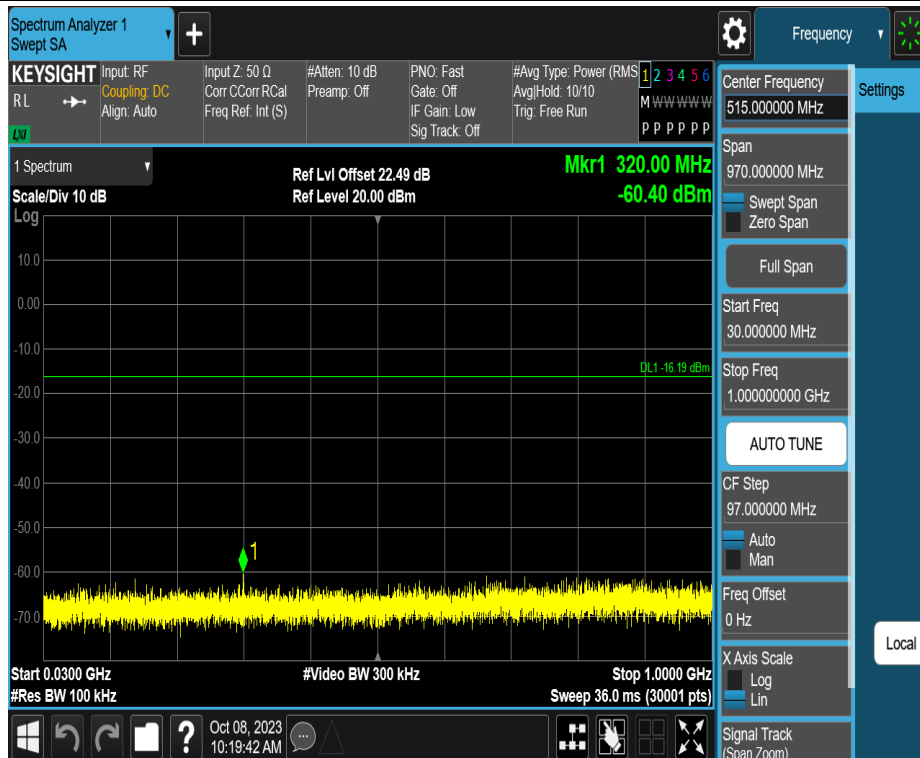 Spectrum Analyzer 1
Swept SA
+
Frequency
KEYSIGHT
R L
LXI
Input: RF
Coupling: DC
Align: Auto
Input Z: 50 Ω
Corr CCorr RCal
Freq Ref: Int (S)
#Atten: 10 dB
Preamp: Off
PNO: Fast
Gate: Off
IF Gain: Low
Sig Track: Off
#Avg Type: Power (RMS
Avg|Hold: 10/10
Trig: Free Run
1 2 3 4 5 6
M W W W W W
P P P P P P
1 Spectrum
Scale/Div 10 dB
Log
Ref Lvl Offset 22.49 dB
Ref Level 20.00 dBm
Mkr1 320.00 MHz
-60.40 dBm
10.0
0.00
-10.0
DL1 -16.19 dBm
-20.0
-30.0
-40.0
-50.0
1
-60.0
-70.0
Start 0.0300 GHz
#Video BW 300 kHz
Stop 1.0000 GHz
#Res BW 100 kHz
Sweep 36.0 ms (30001 pts)
?
Oct 08, 2023
10:19:42 AM
Center Frequency
515.000000 MHz
Settings
Span
970.000000 MHz
Swept Span
Zero Span
Full Span
Start Freq
30.000000 MHz
Stop Freq
1.000000000 GHz
AUTO TUNE
CF Step
97.000000 MHz
Auto
Man
Freq Offset
0 Hz
Local
X Axis Scale
Log
Lin
Signal Track
(Span Zoom)